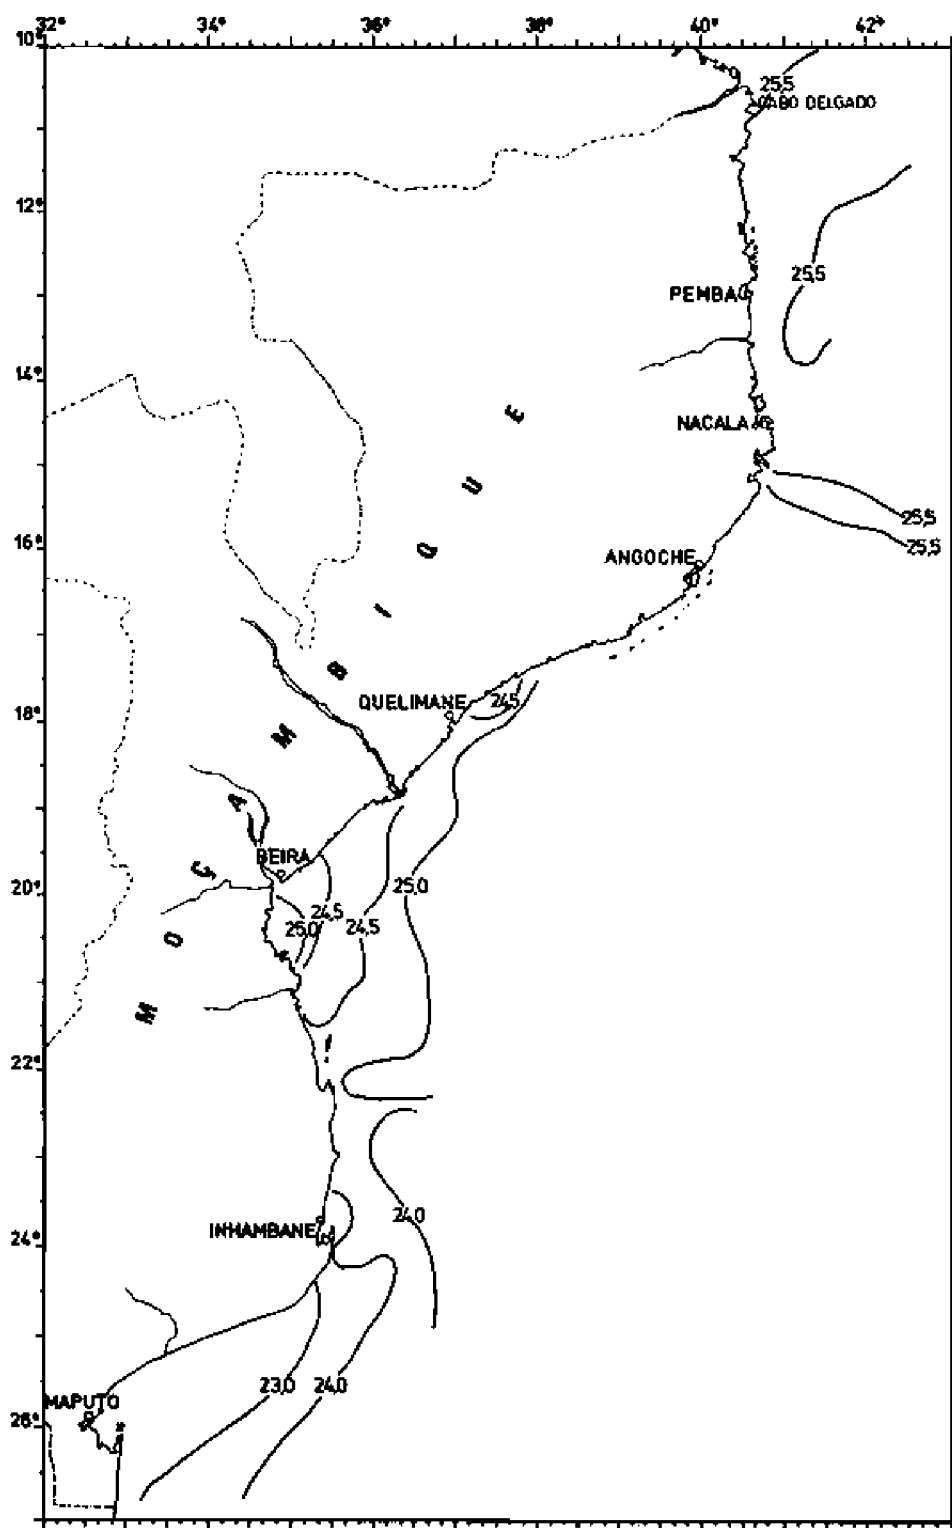 32° 34° 36° 38° 40° 42°
10°
25,5
CABO DELGADO
12°
25,5
PEMBA
14°
E
NACALA
U
25,5
25,5
16°
Q
ANGOCHE
I
B
QUELIMANE
24,5
18°
M
A
BEIRA
Ç
20°
25,0
24,5
25,0
24,5
O
M
22°
24,0
INHAMBANE
24°
23,0 24,0
MAPUTO
26°